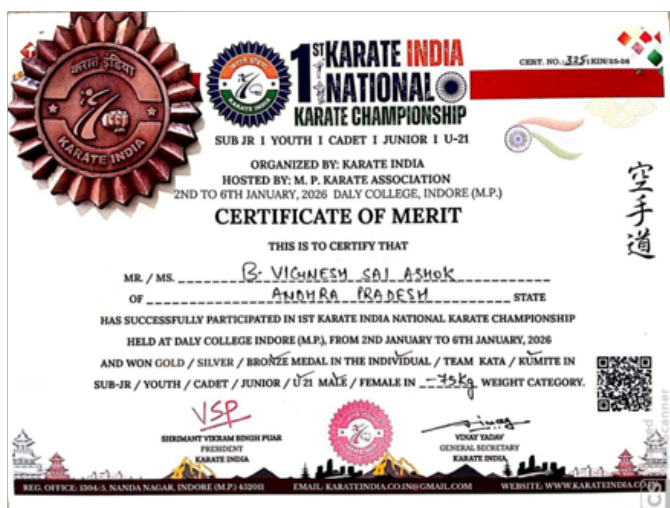 करাते इंडिया
KARATE INDIA
KARATE INDIA
1ST KARATE INDIA
NATIONAL
KARATE CHAMPIONSHIP
CERT. NO.: 335 : KIN/25-26
SUB JR I YOUTH I CADET I JUNIOR I U-21
ORGANIZED BY: KARATE INDIA
HOSTED BY: M. P. KARATE ASSOCIATION
2ND TO 6TH JANUARY, 2026 DALY COLLEGE, INDORE (M.P.)
空手道
CERTIFICATE OF MERIT
THIS IS TO CERTIFY THAT
MR. / MS. B. VIGNESH SAI ASHOK
OF ANDHRA PRADESH STATE
HAS SUCCESSFULLY PARTICIPATED IN 1ST KARATE INDIA NATIONAL KARATE CHAMPIONSHIP
HELD AT DALY COLLEGE INDORE (M.P.), FROM 2ND JANUARY TO 6TH JANUARY, 2026
AND WON GOLD / SILVER / BRONZE MEDAL IN THE INDIVIDUAL / TEAM KATA / KUMITE IN
SUB-JR / YOUTH / CADET / JUNIOR / U 21 MALE / FEMALE IN -75kg WEIGHT CATEGORY.
VSP
SHRIMANT VIKRAM SINGH PUAR
PRESIDENT
KARATE INDIA
VINAY YADAV
GENERAL SECRETARY
KARATE INDIA
REG. OFFICE: 1304/3, NANDA NAGAR, INDORE (M.P.) 452011 EMAIL: KARATEINDIA.CO.IN@GMAIL.COM WEBSITE: WWW.KARATEINDIA.CO.IN